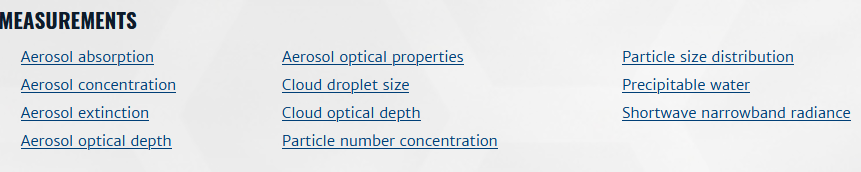 MEASUREMENTS
Aerosol absorption
Aerosol concentration
Aerosol extinction
Aerosol optical depth
Aerosol optical properties
Cloud droplet size
Cloud optical depth
Particle number concentration
Particle size distribution
Precipitable water
Shortwave narrowband radiance